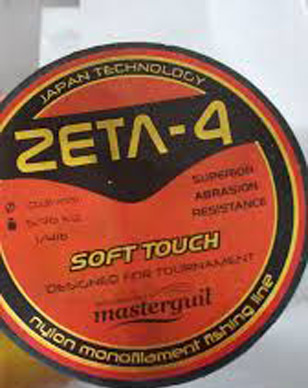 JAPAN TECHNOLOGY
ZETA-4
SUPERIOR
ABRASION
RESISTANCE
SOFT TOUCH
DESIGNED FOR TOURNAMENT
masterguil
nylon monofilament fishing line